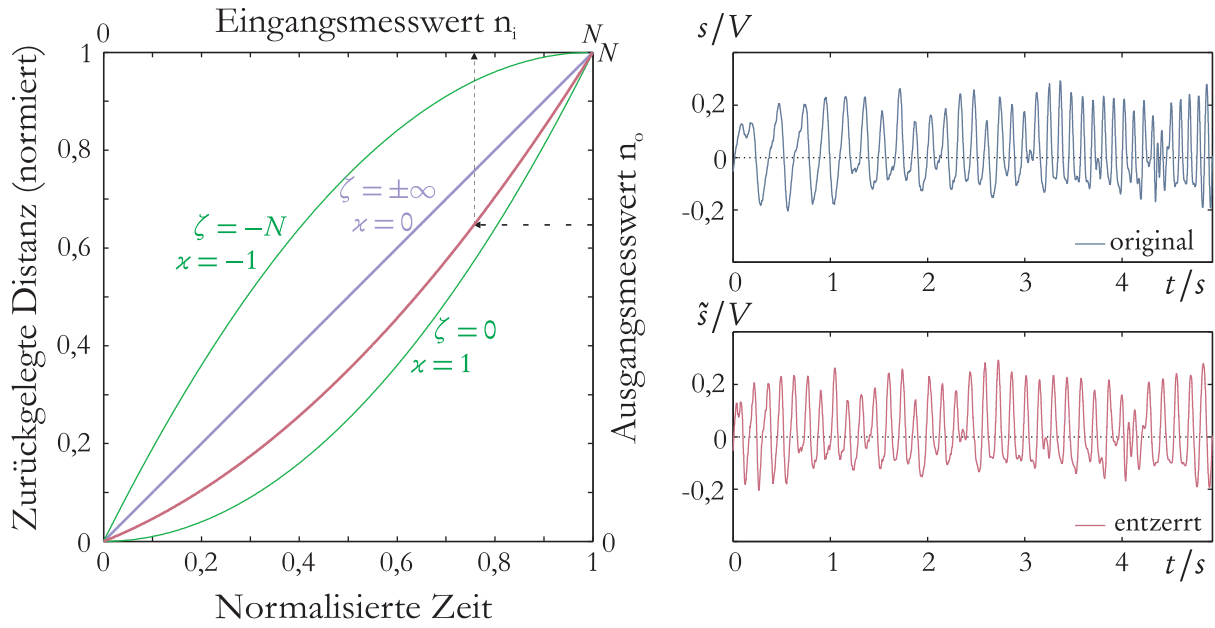 Eingangsmesswert nᵢ
0
N
N
Zurückgelegte Distanz (normiert)
1
0,8
0,6
0,4
0,2
0
ζ = ±∞
ϰ = 0
ζ = −N
ϰ = −1
ζ = 0
ϰ = 1
0
0,2
0,4
0,6
0,8
1
0
Normalisierte Zeit
Ausgangsmesswert nₒ
s/V
0,2
0
-0,2
original
0
1
2
3
4
t/s
s̃/V
0,2
0
-0,2
entzerrt
0
1
2
3
4
t/s